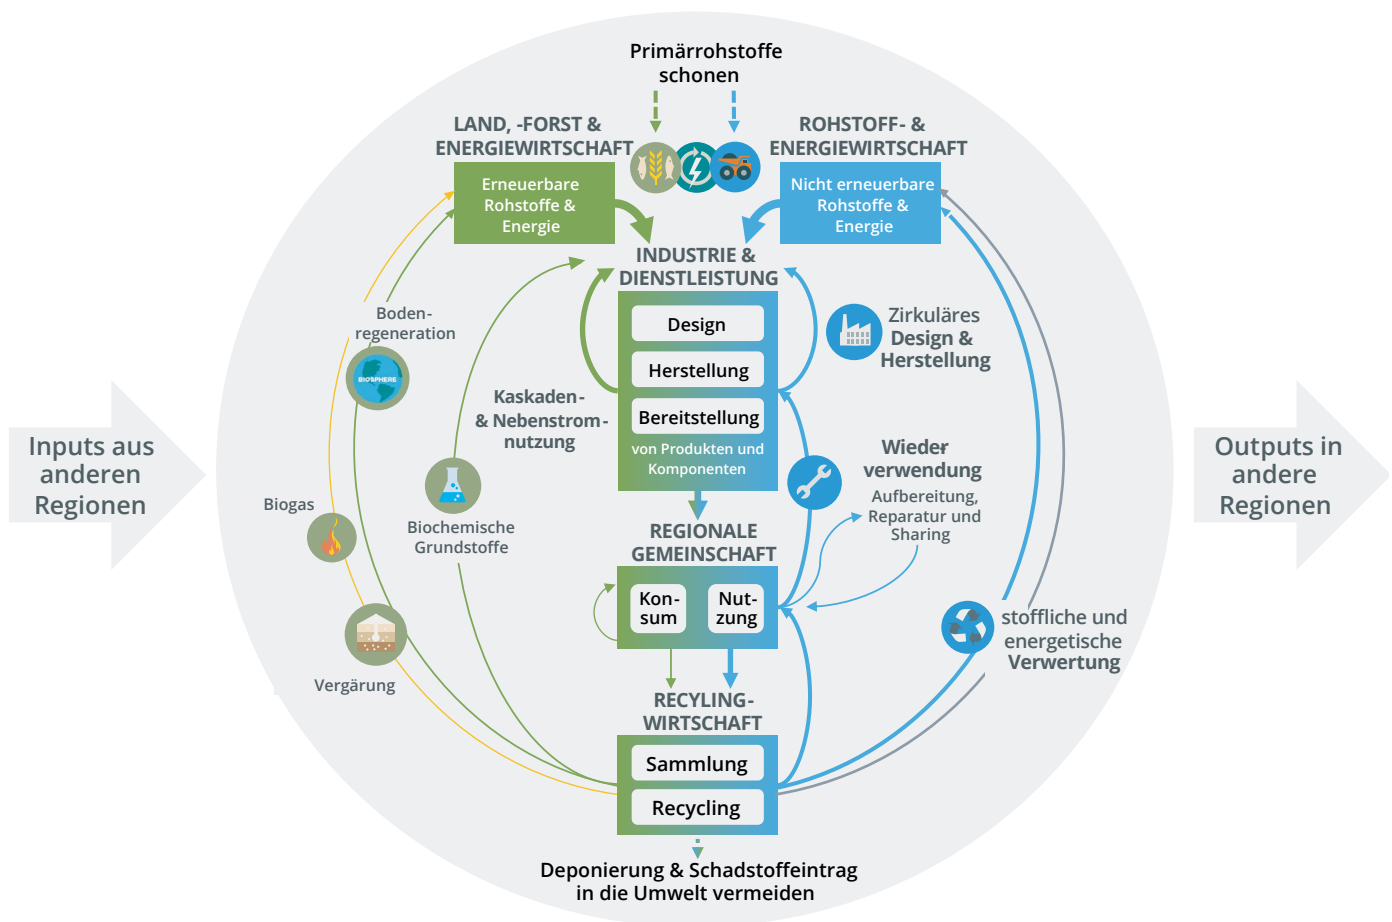 Primärrohstoffe
schonen
LAND, -FORST &
ENERGIEWIRTSCHAFT
ROHSTOFF- &
ENERGIEWIRTSCHAFT
Erneuerbare
Rohstoffe &
Energie
Nicht erneuerbare
Rohstoffe &
Energie
INDUSTRIE &
DIENSTLEISTUNG
Design
Herstellung
Bereitstellung
von Produkten und
Komponenten
Zirkuläres
Design &
Herstellung
Boden-
regeneration
BIOSPHERE
Kaskaden-
& Nebenstrom-
nutzung
Inputs aus
anderen
Regionen
Outputs in
andere
Regionen
Wieder
verwendung
Aufbereitung,
Reparatur und
Sharing
Biogas
Biochemische
Grundstoffe
REGIONALE
GEMEINSCHAFT
Kon-
sum
Nut-
zung
stoffliche und
energetische
Verwertung
Vergärung
RECYLING-
WIRTSCHAFT
Sammlung
Recycling
Deponierung & Schadstoffeintrag
in die Umwelt vermeiden